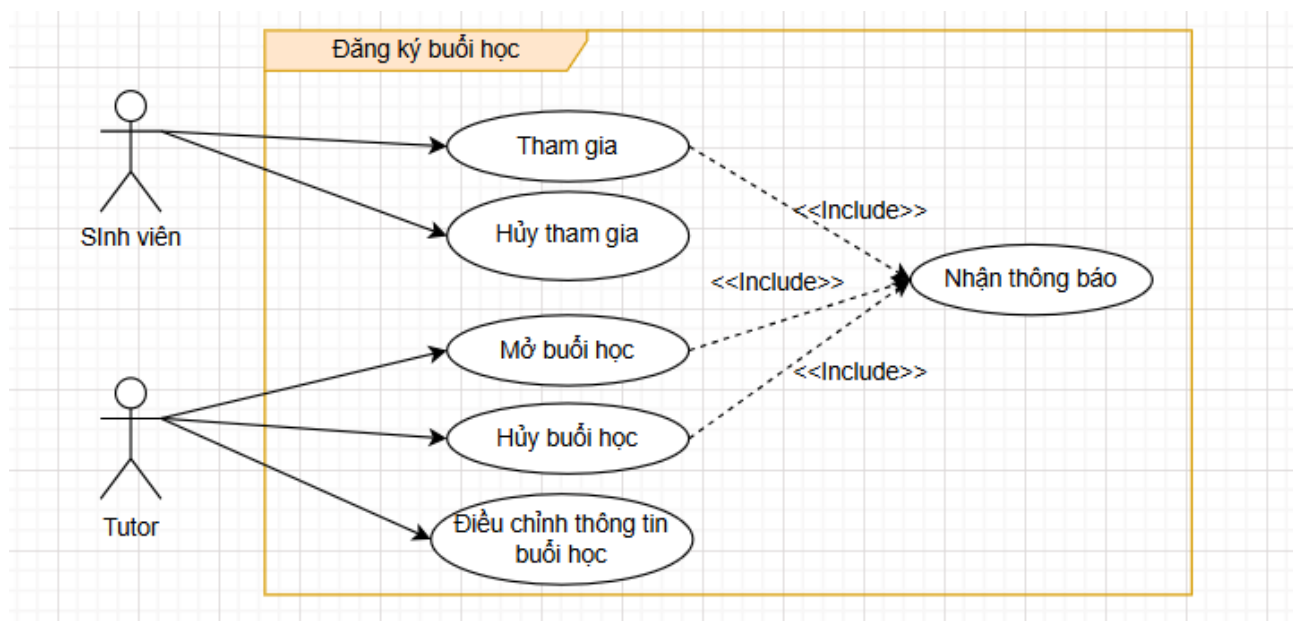 Đăng ký buổi học
Tham gia
<<Include>>
Hủy tham gia
SInh viên
<<Include>>
Nhận thông báo
Mở buổi học
<<Include>>
Hủy buổi học
Tutor
Điều chỉnh thông tin
buổi học